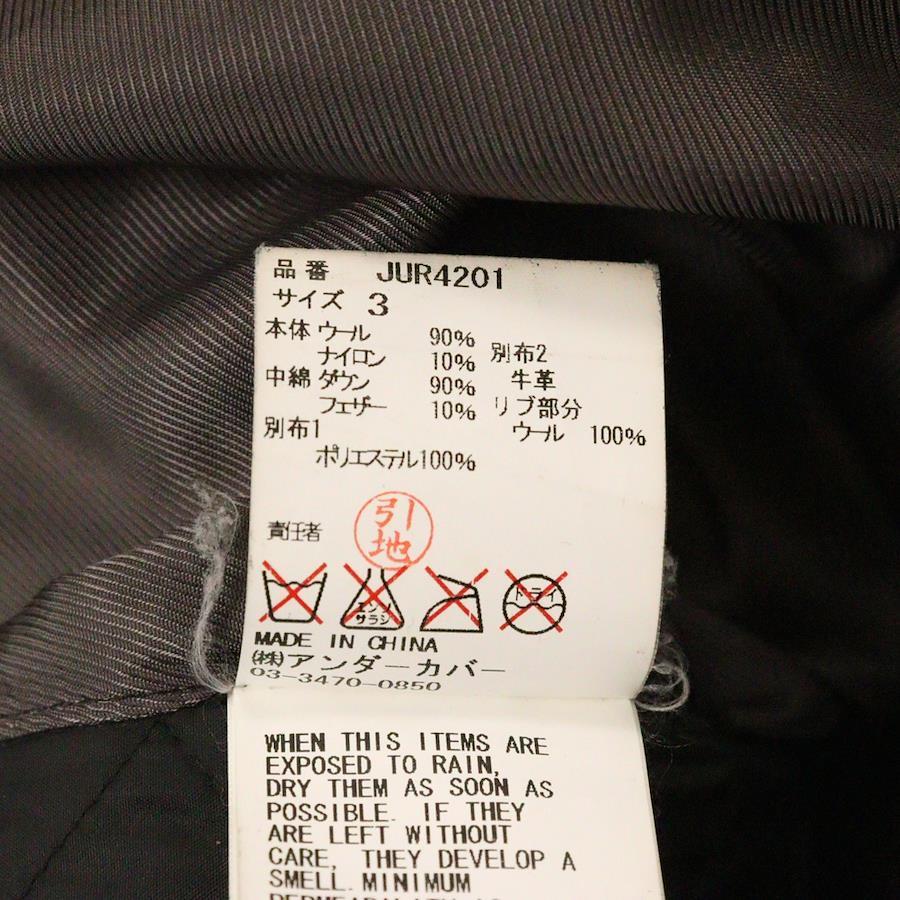 品番 JUR4201
サイズ 3
本体 ウール 90%
ナイロン 10%
中綿 ダウン 90%
フェザー 10%
別布1
ポリエステル100%
別布2
牛革
リブ部分
ウール 100%
責任者
引地
エンソ
サラシ
ドライ
MADE IN CHINA
(株)アンダーカバー
03-3470-0850
WHEN THIS ITEMS ARE
EXPOSED TO RAIN,
DRY THEM AS SOON AS
POSSIBLE. IF THEY
ARE LEFT WITHOUT
CARE, THEY DEVELOP A
SMELL. MINIMUM